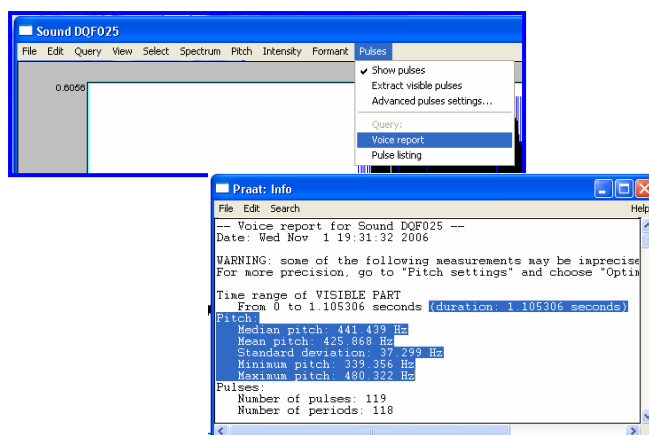 Sound DQF025
File Edit Query View Select Spectrum Pitch Intensity Formant Pulses
0.6056
Show pulses
Extract visible pulses
Advanced pulses settings...
Query:
Voice report
Pulse listing
Praat: Info
File Edit Search Help
-- Voice report for Sound DQF025 --
Date: Wed Nov 1 19:31:32 2006
WARNING: some of the following measurements may be imprecise
For more precision, go to "Pitch settings" and choose "Optim
Time range of VISIBLE PART
From 0 to 1.105306 seconds (duration: 1.105306 seconds)
Pitch:
Median pitch: 441.439 Hz
Mean pitch: 425.868 Hz
Standard deviation: 37.299 Hz
Minimum pitch: 339.356 Hz
Maximum pitch: 480.322 Hz
Pulses:
Number of pulses: 119
Number of periods: 118